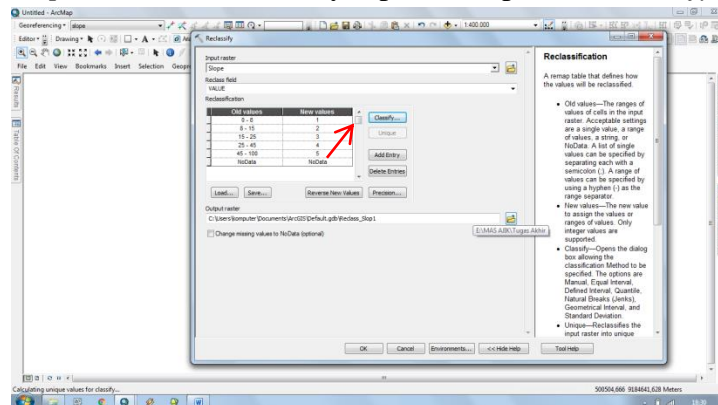 Untitled - ArcMap
Georeferencing slope
1:400.000
Editor Drawing A
File Edit View Bookmarks Insert Selection
Results
Table Of Contents
Reclassify
Input raster
Slope
Reclass field
VALUE
Reclassification
Old values New values
0 - 8 1
8 - 15 2
15 - 25 3
25 - 45 4
45 - 100 5
NoData NoData
Classify...
Unique
Add Entry
Delete Entries
Load... Save... Reverse New Values Precision...
Output raster
C:\Users\komputer\Documents\ArcGIS\Default.gdb\Reclass_Slop1
E:\MAS ABK\Tugas Akhir
Change missing values to NoData (optional)
OK Cancel Environments... << Hide Help Tool Help
Reclassification
A remap table that defines how
the values will be reclassified.
• Old values—The ranges of
values of cells in the input
raster. Acceptable settings
are a single value, a range
of values, a string, or
NoData. A list of single
values can be specified by
separating each with a
semicolon (;). A range of
values can be specified by
using a hyphen (-) as the
range separator.
• New values—The new value
to assign the values or
ranges of values. Only
integer values are
supported.
• Classify—Opens the dialog
box allowing the
classification Method to be
specified. The options are
Manual, Equal Interval,
Defined Interval, Quantile,
Natural Breaks (Jenks),
Geometrical Interval, and
Standard Deviation.
• Unique—Reclassifies the
input raster into unique
Calculating unique values for classify...
500504,666 9184641,628 Meters
19:39